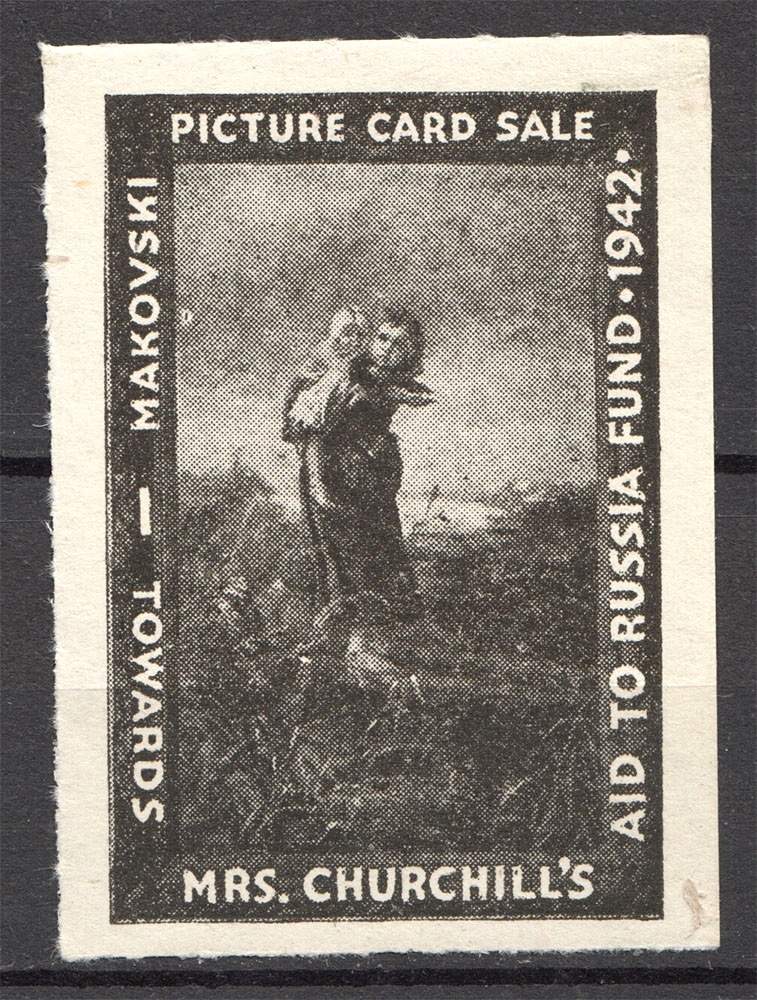 PICTURE CARD SALE
TOWARDS
MRS. CHURCHILL'S
AID TO RUSSIA FUND • 1942 •
MAKOVSKI —